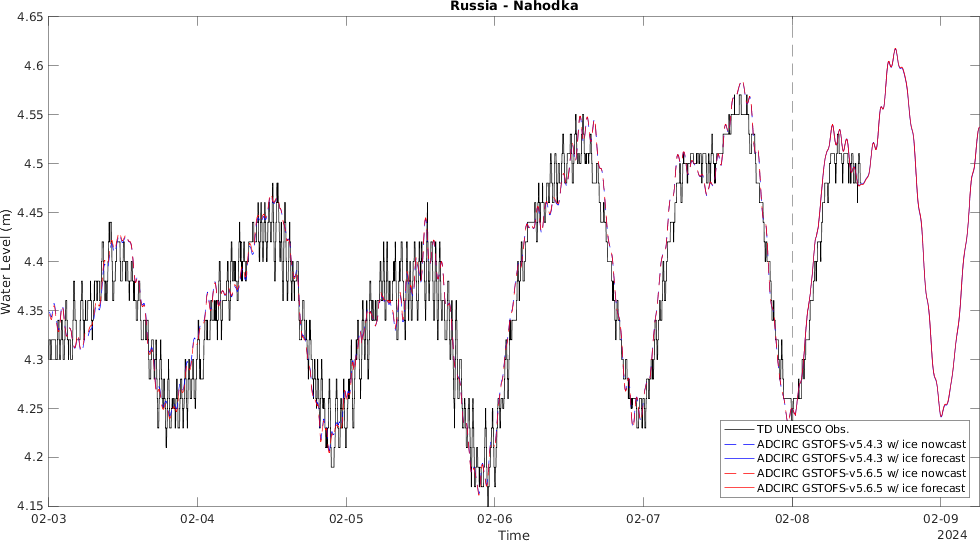 Russia - Nahodka
4.65
4.6
4.55
4.5
4.45
4.4
4.35
4.3
4.25
4.2
4.15
Water Level (m)
TD UNESCO Obs.
ADCIRC GSTOFS-v5.4.3 w/ ice nowcast
ADCIRC GSTOFS-v5.4.3 w/ ice forecast
ADCIRC GSTOFS-v5.6.5 w/ ice nowcast
ADCIRC GSTOFS-v5.6.5 w/ ice forecast
02-03 02-04 02-05 02-06 02-07 02-08 02-09
Time
2024